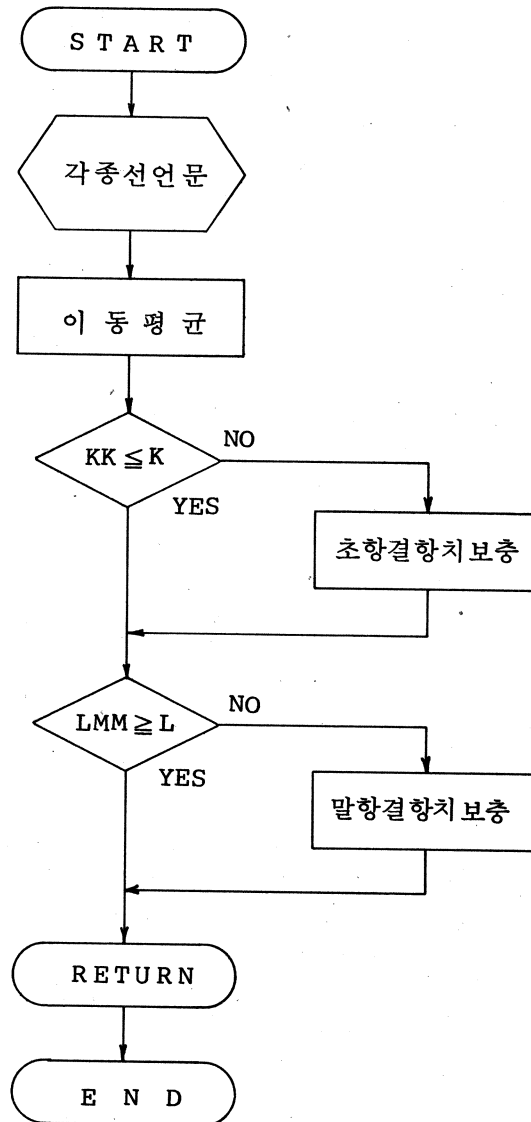 START
각종선언문
이동평균
KK ≦ K
NO
YES
초항결항치보충
LMM ≧ L
NO
YES
말항결항치보충
RETURN
END